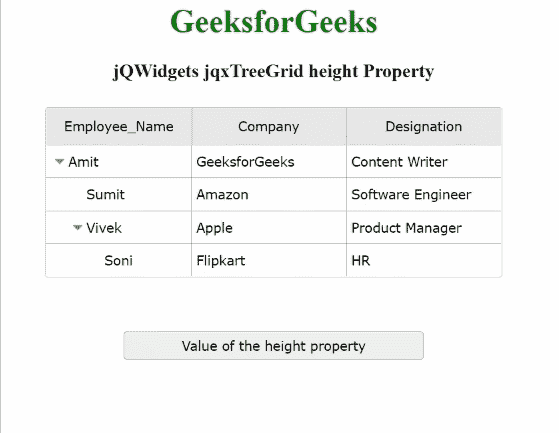 GeeksforGeeks
jQWidgets jqxTreeGrid height Property
Employee_Name Company Designation
Amit GeeksforGeeks Content Writer
Sumit Amazon Software Engineer
Vivek Apple Product Manager
Soni Flipkart HR
Value of the height property